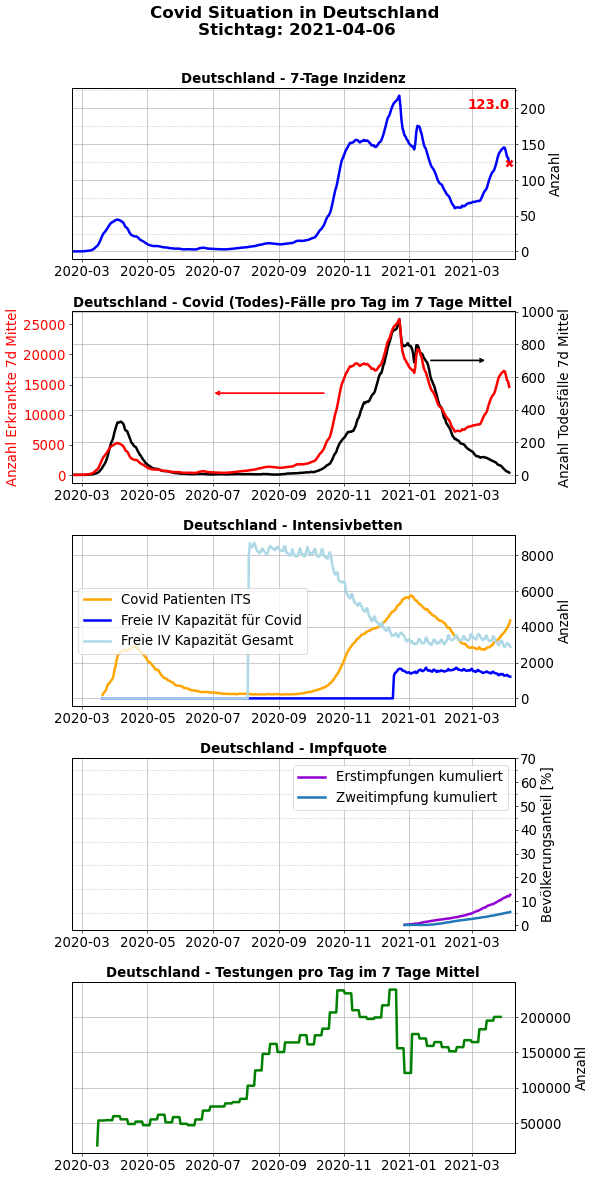 Covid Situation in Deutschland
Stichtag: 2021-04-06
Deutschland - 7-Tage Inzidenz
123.0
200
150
100
50
0
Anzahl
2020-03 2020-05 2020-07 2020-09 2020-11 2021-01 2021-03
Deutschland - Covid (Todes)-Fälle pro Tag im 7 Tage Mittel
Anzahl Erkrankte 7d Mittel
25000
20000
15000
10000
5000
0
1000
800
600
400
200
0
Anzahl Todesfälle 7d Mittel
2020-03 2020-05 2020-07 2020-09 2020-11 2021-01 2021-03
Deutschland - Intensivbetten
Covid Patienten ITS
Freie IV Kapazität für Covid
Freie IV Kapazität Gesamt
8000
6000
4000
2000
0
Anzahl
2020-03 2020-05 2020-07 2020-09 2020-11 2021-01 2021-03
Deutschland - Impfquote
Erstimpfungen kumuliert
Zweitimpfung kumuliert
70
60
50
40
30
20
10
0
Bevölkerungsanteil [%]
2020-03 2020-05 2020-07 2020-09 2020-11 2021-01 2021-03
Deutschland - Testungen pro Tag im 7 Tage Mittel
200000
150000
100000
50000
Anzahl
2020-03 2020-05 2020-07 2020-09 2020-11 2021-01 2021-03